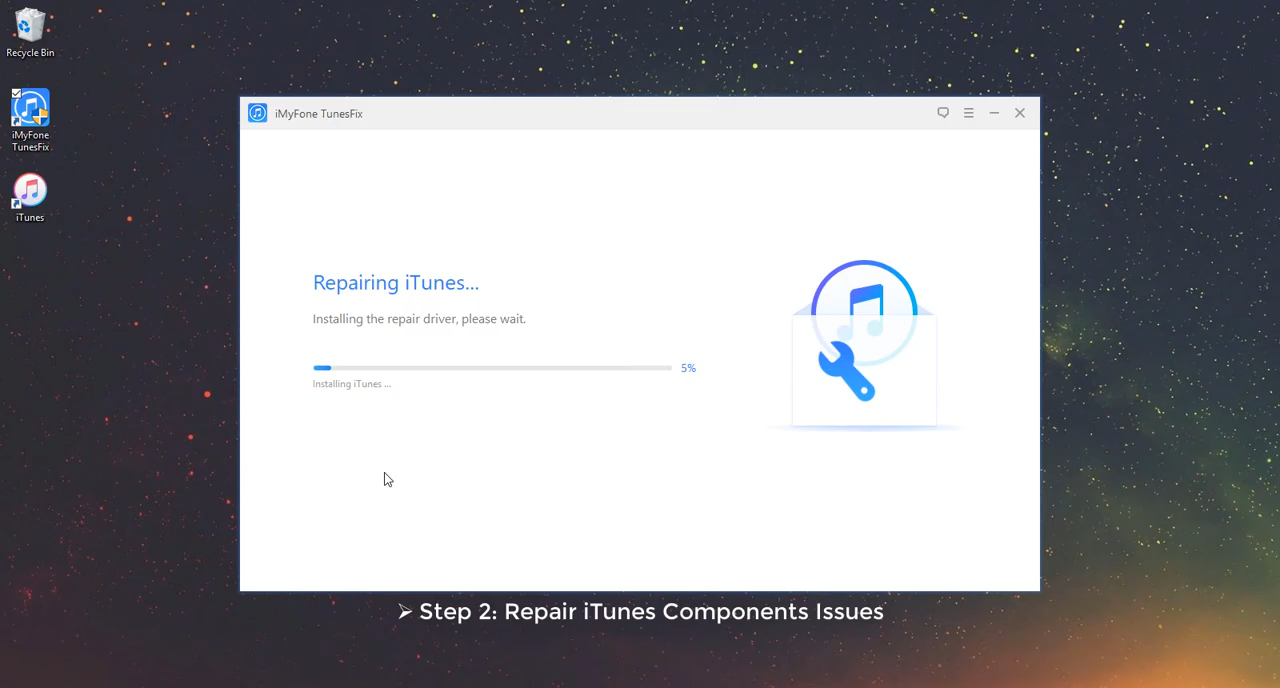 Recycle Bin
iMyFone
TunesFix
iTunes
iMyFone TunesFix
Repairing iTunes...
Installing the repair driver, please wait.
5%
Installing iTunes ...
➢ Step 2: Repair iTunes Components Issues